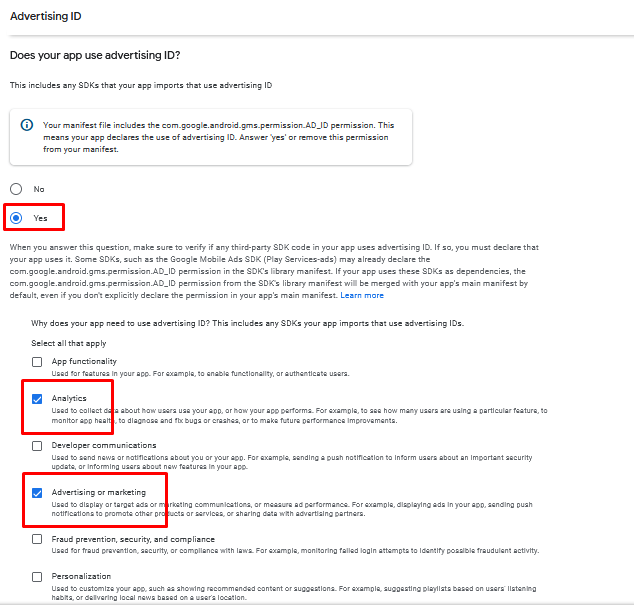 Advertising ID
Does your app use advertising ID?
This includes any SDKs that your app imports that use advertising ID
Your manifest file includes the com.google.android.gms.permission.AD_ID permission. This
means your app declares the use of advertising ID. Answer 'yes' or remove this permission
from your manifest.
No
Yes
When you answer this question, make sure to verify if any third-party SDK code in your app uses advertising ID. If so, you must declare that
your app uses it. Some SDKs, such as the Google Mobile Ads SDK (Play Services-ads) may already declare the
com.google.android.gms.permission.AD_ID permission in the SDK's library manifest. If your app uses these SDKs as dependencies, the
com.google.android.gms.permission.AD_ID permission from the SDK's library manifest will be merged with your app's main manifest by
default, even if you don't explicitly declare the permission in your app's main manifest. Learn more
Why does your app need to use advertising ID? This includes any SDKs your app imports that use advertising IDs.
Select all that apply
App functionality
Used for features in your app. For example, to enable functionality, or authenticate users.
Analytics
Used to collect data about how users use your app, or how your app performs. For example, to see how many users are using a particular feature, to
monitor app health, to diagnose and fix bugs or crashes, or to make future performance improvements.
Developer communications
Used to send news or notifications about you or your app. For example, sending a push notification to inform users about an important security
update, or informing users about new features in your app.
Advertising or marketing
Used to display or target ads or marketing communications, or measure ad performance. For example, displaying ads in your app, sending push
notifications to promote other products or services, or sharing data with advertising partners.
Fraud prevention, security, and compliance
Used for fraud prevention, security, or compliance with laws. For example, monitoring failed login attempts to identify possible fraudulent activity.
Personalization
Used to customize your app, such as showing recommended content or suggestions. For example, suggesting playlists based on users' listening
habits, or delivering local news based on a user's location.